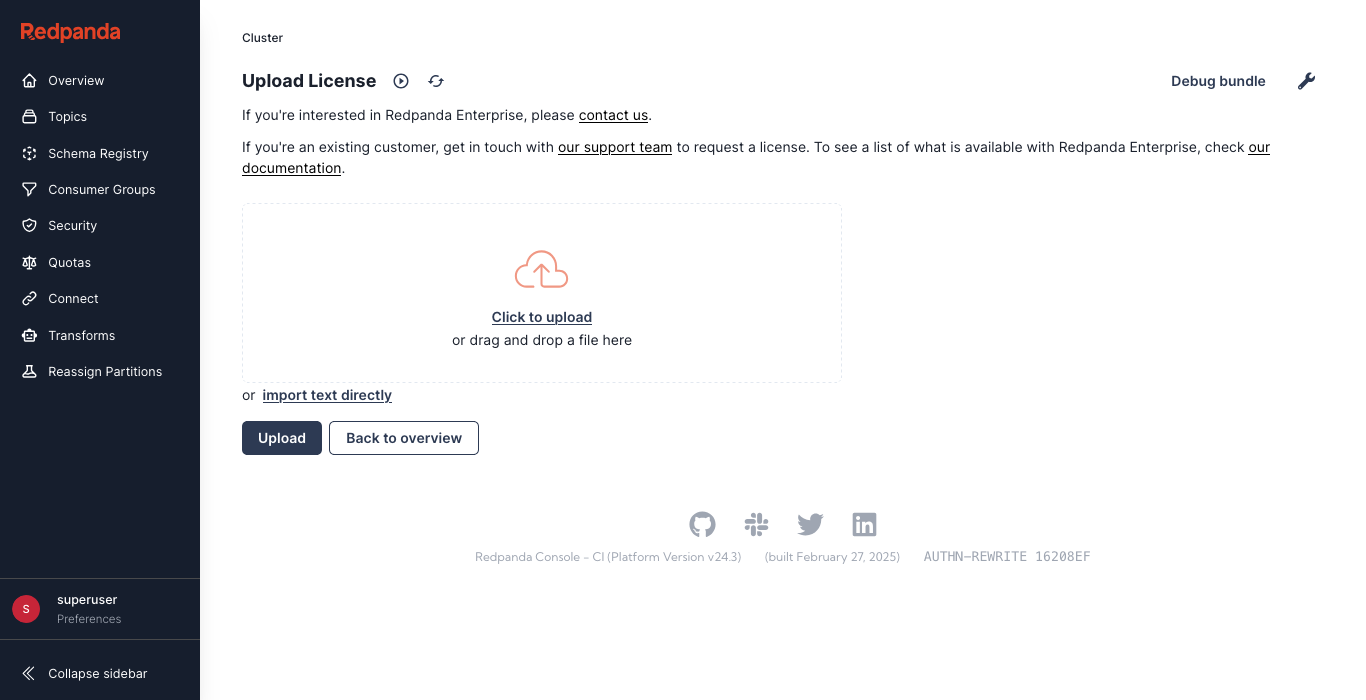 Redpanda
Overview
Topics
Schema Registry
Consumer Groups
Security
Quotas
Connect
Transforms
Reassign Partitions
S
superuser
Preferences
Collapse sidebar
Cluster
Upload License
Debug bundle
If you're interested in Redpanda Enterprise, please contact us.
If you're an existing customer, get in touch with our support team to request a license. To see a list of what is available with Redpanda Enterprise, check our
documentation.
Click to upload
or drag and drop a file here
or import text directly
Upload
Back to overview
Redpanda Console - CI (Platform Version v24.3) (built February 27, 2025) AUTHN-REWRITE 16208EF